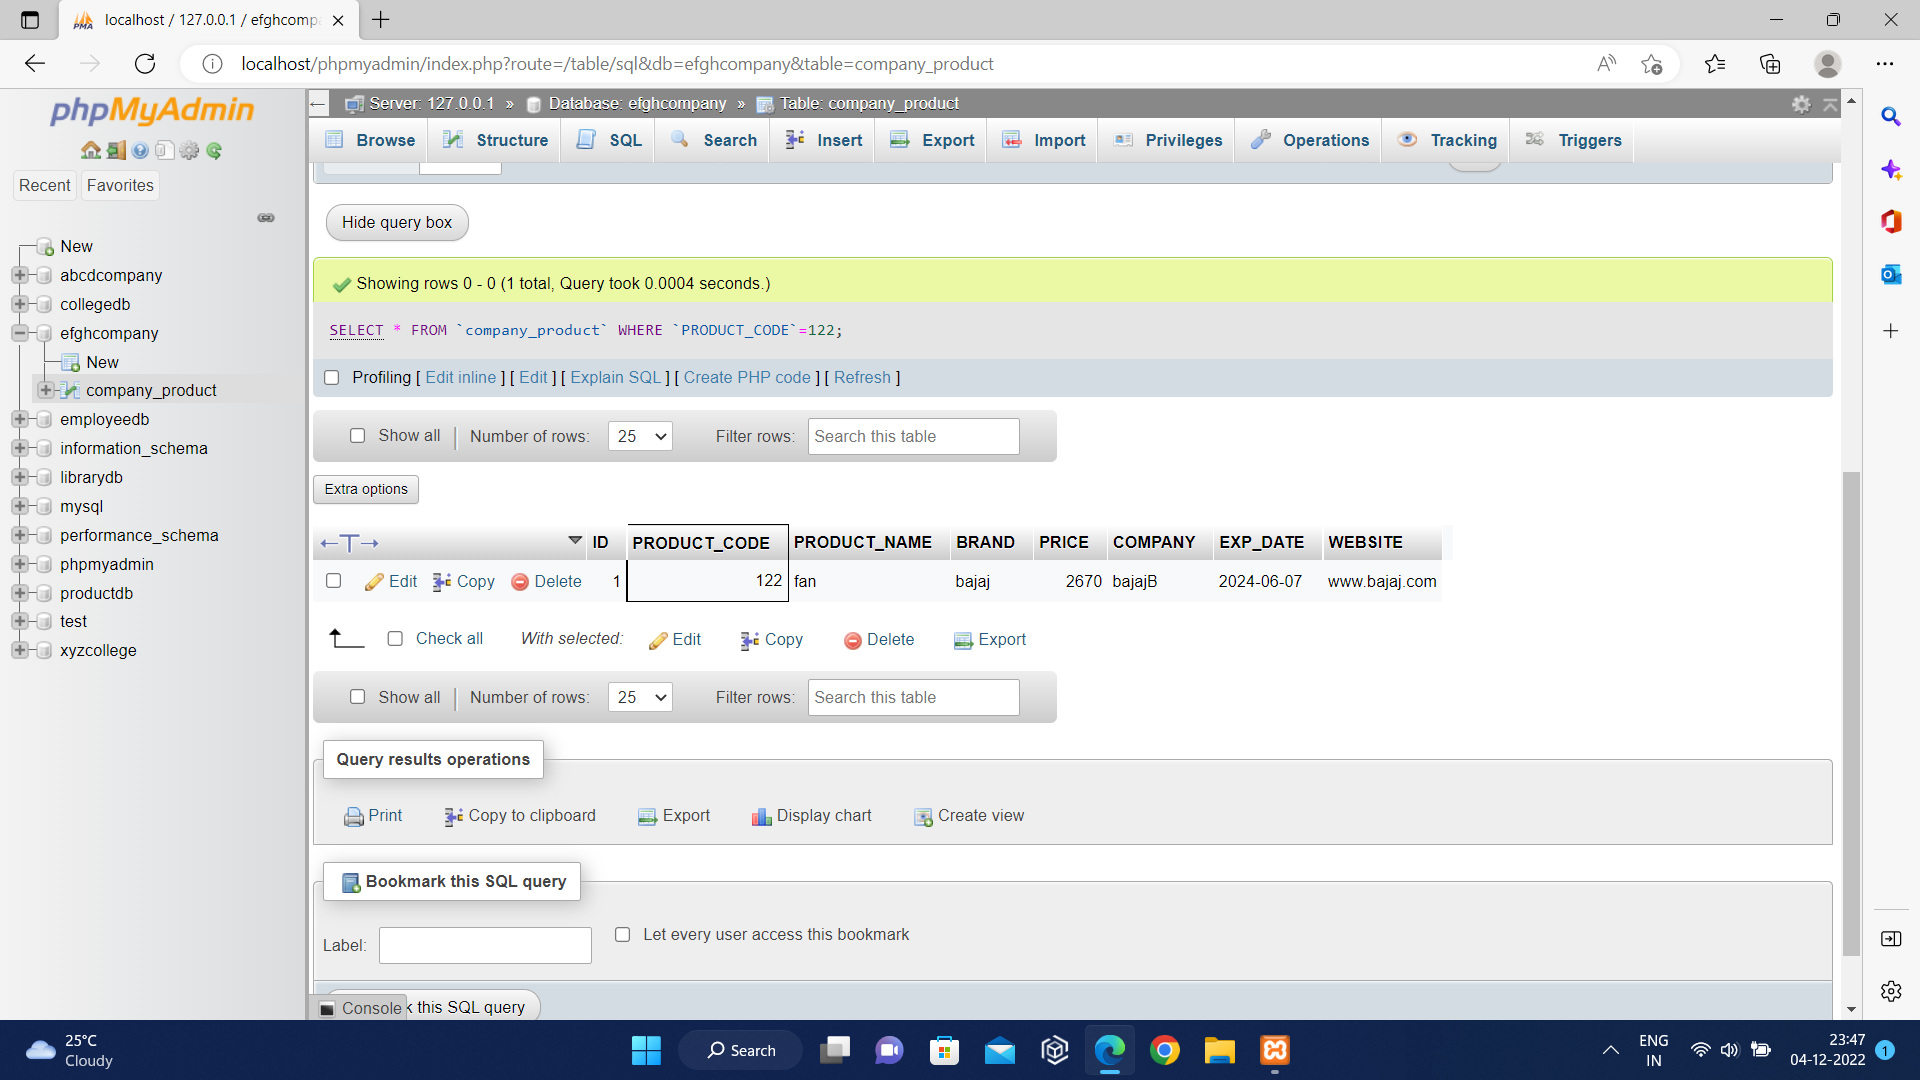 localhost / 127.0.0.1 / efghcomp
localhost/phpmyadmin/index.php?route=/table/sql&db=efghcompany&table=company_product
phpMyAdmin
Recent Favorites
New
abcdcompany
collegedb
efghcompany
New
company_product
employeedb
information_schema
librarydb
mysql
performance_schema
phpmyadmin
productdb
test
xyzcollege
Server: 127.0.0.1 » Database: efghcompany » Table: company_product
Browse Structure SQL Search Insert Export Import Privileges Operations Tracking Triggers
Hide query box
Showing rows 0 - 0 (1 total, Query took 0.0004 seconds.)
SELECT * FROM `company_product` WHERE `PRODUCT_CODE`=122;
Profiling [ Edit inline ] [ Edit ] [ Explain SQL ] [ Create PHP code ] [ Refresh ]
Show all Number of rows: 25 Filter rows: Search this table
Extra options
←T→ ID PRODUCT_CODE PRODUCT_NAME BRAND PRICE COMPANY EXP_DATE WEBSITE
Edit Copy Delete 1 122 fan bajaj 2670 bajajB 2024-06-07 www.bajaj.com
Check all With selected: Edit Copy Delete Export
Show all Number of rows: 25 Filter rows: Search this table
Query results operations
Print Copy to clipboard Export Display chart Create view
Bookmark this SQL query
Label: Let every user access this bookmark
Console k this SQL query
25°C
Cloudy
Search
ENG
IN
23:47
04-12-2022
1